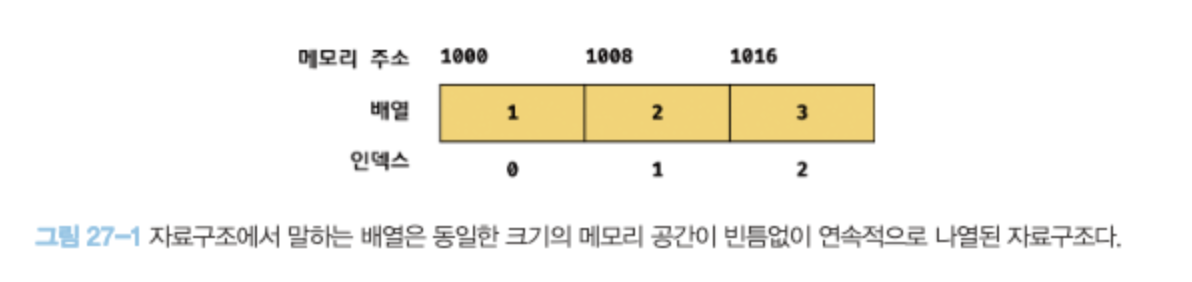 메모리 주소 1000 1008 1016
배열 1 2 3
인덱스 0 1 2
그림 27-1 자료구조에서 말하는 배열은 동일한 크기의 메모리 공간이 빈틈없이 연속적으로 나열된 자료구조다.